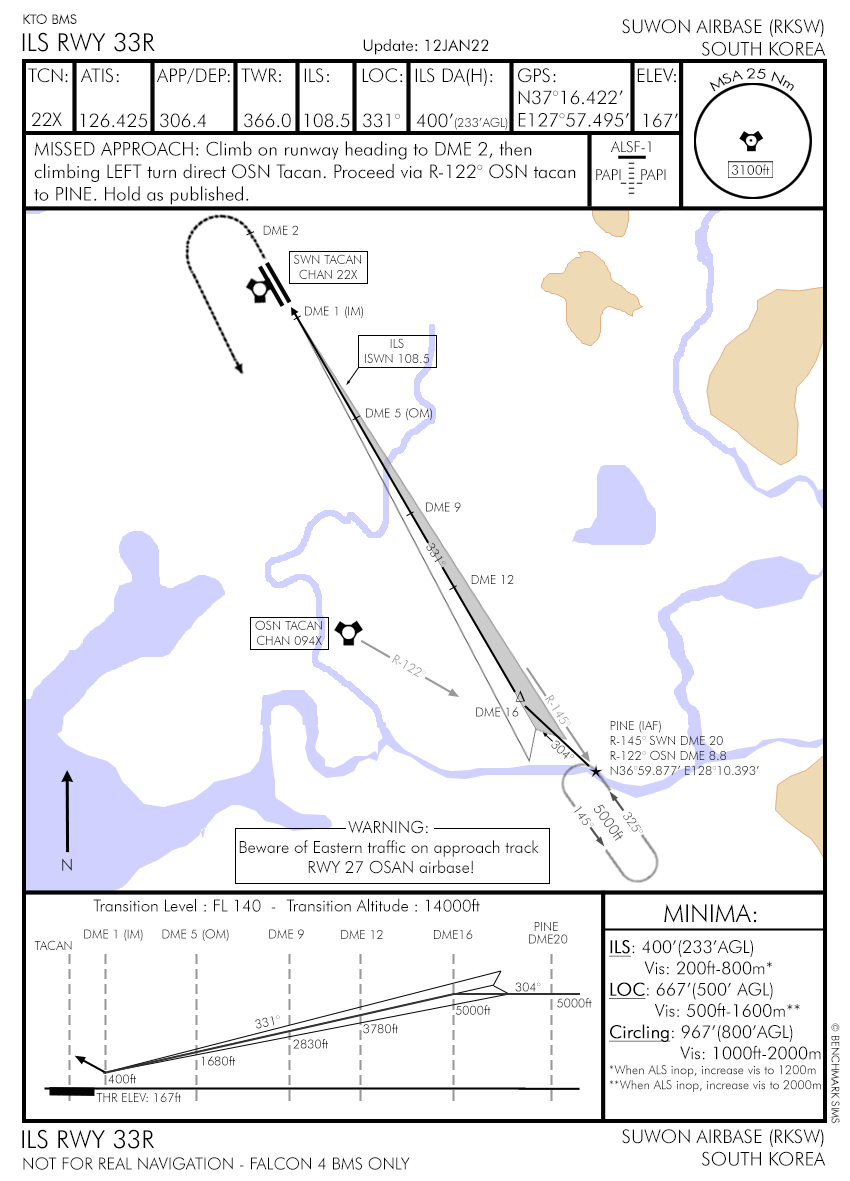 KTO BMS
ILS RWY 33R
Update: 12JAN22
SUWON AIRBASE (RKSW)
SOUTH KOREA
TCN: ATIS: APP/DEP: TWR: ILS: LOC: ILS DA(H): GPS: ELEV:
N37°16.422'
22X 126.425 306.4 366.0 108.5 331° 400'(233'AGL) E127°57.495' 167'
MSA 25 Nm
3100ft
MISSED APPROACH: Climb on runway heading to DME 2, then
climbing LEFT turn direct OSN Tacan. Proceed via R-122° OSN tacan
to PINE. Hold as published.
ALSF-1
PAPI PAPI
DME 2
SWN TACAN
CHAN 22X
DME 1 (IM)
ILS
ISWN 108.5
DME 5 (OM)
DME 9
331°
DME 12
OSN TACAN
CHAN 094X
R-122°
R-145°
DME 16
304°
PINE (IAF)
R-145° SWN DME 20
R-122° OSN DME 8.8
N36°59.877' E128°10.393'
5000ft
145°
325°
N
WARNING:
Beware of Eastern traffic on approach track
RWY 27 OSAN airbase!
Transition Level : FL 140 - Transition Altitude : 14000ft
TACAN DME 1 (IM) DME 5 (OM) DME 9 DME 12 DME16 PINE
DME20
331°
304°
400ft
1680ft
2830ft
3780ft
5000ft
5000ft
THR ELEV: 167ft
MINIMA:
ILS: 400'(233'AGL)
Vis: 200ft-800m*
LOC: 667'(500' AGL)
Vis: 500ft-1600m**
Circling: 967'(800'AGL)
Vis: 1000ft-2000m
*When ALS inop, increase vis to 1200m
**When ALS inop, increase vis to 2000m
© BENCHMARK SIMS
ILS RWY 33R
NOT FOR REAL NAVIGATION - FALCON 4 BMS ONLY
SUWON AIRBASE (RKSW)
SOUTH KOREA